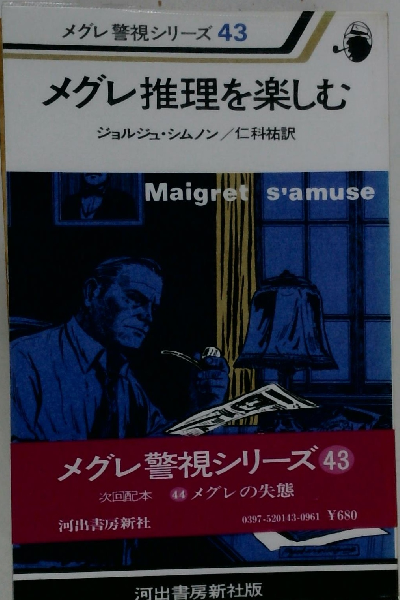 メグレ警視シリーズ 43
メグレ推理を楽しむ
ジョルジュ・シムノン／仁科祐訳
Maigret s'amuse
メグレ警視シリーズ 43
次回配本 44 メグレの失態
河出書房新社 0397-520143-0961 ¥680
河出書房新社版